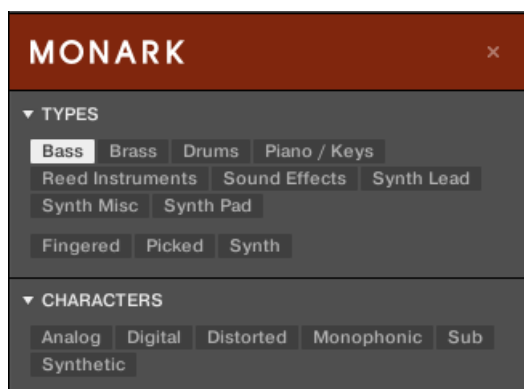 MONARK ×
▼ TYPES
Bass Brass Drums Piano / Keys
Reed Instruments Sound Effects Synth Lead
Synth Misc Synth Pad
Fingered Picked Synth
▼ CHARACTERS
Analog Digital Distorted Monophonic Sub
Synthetic